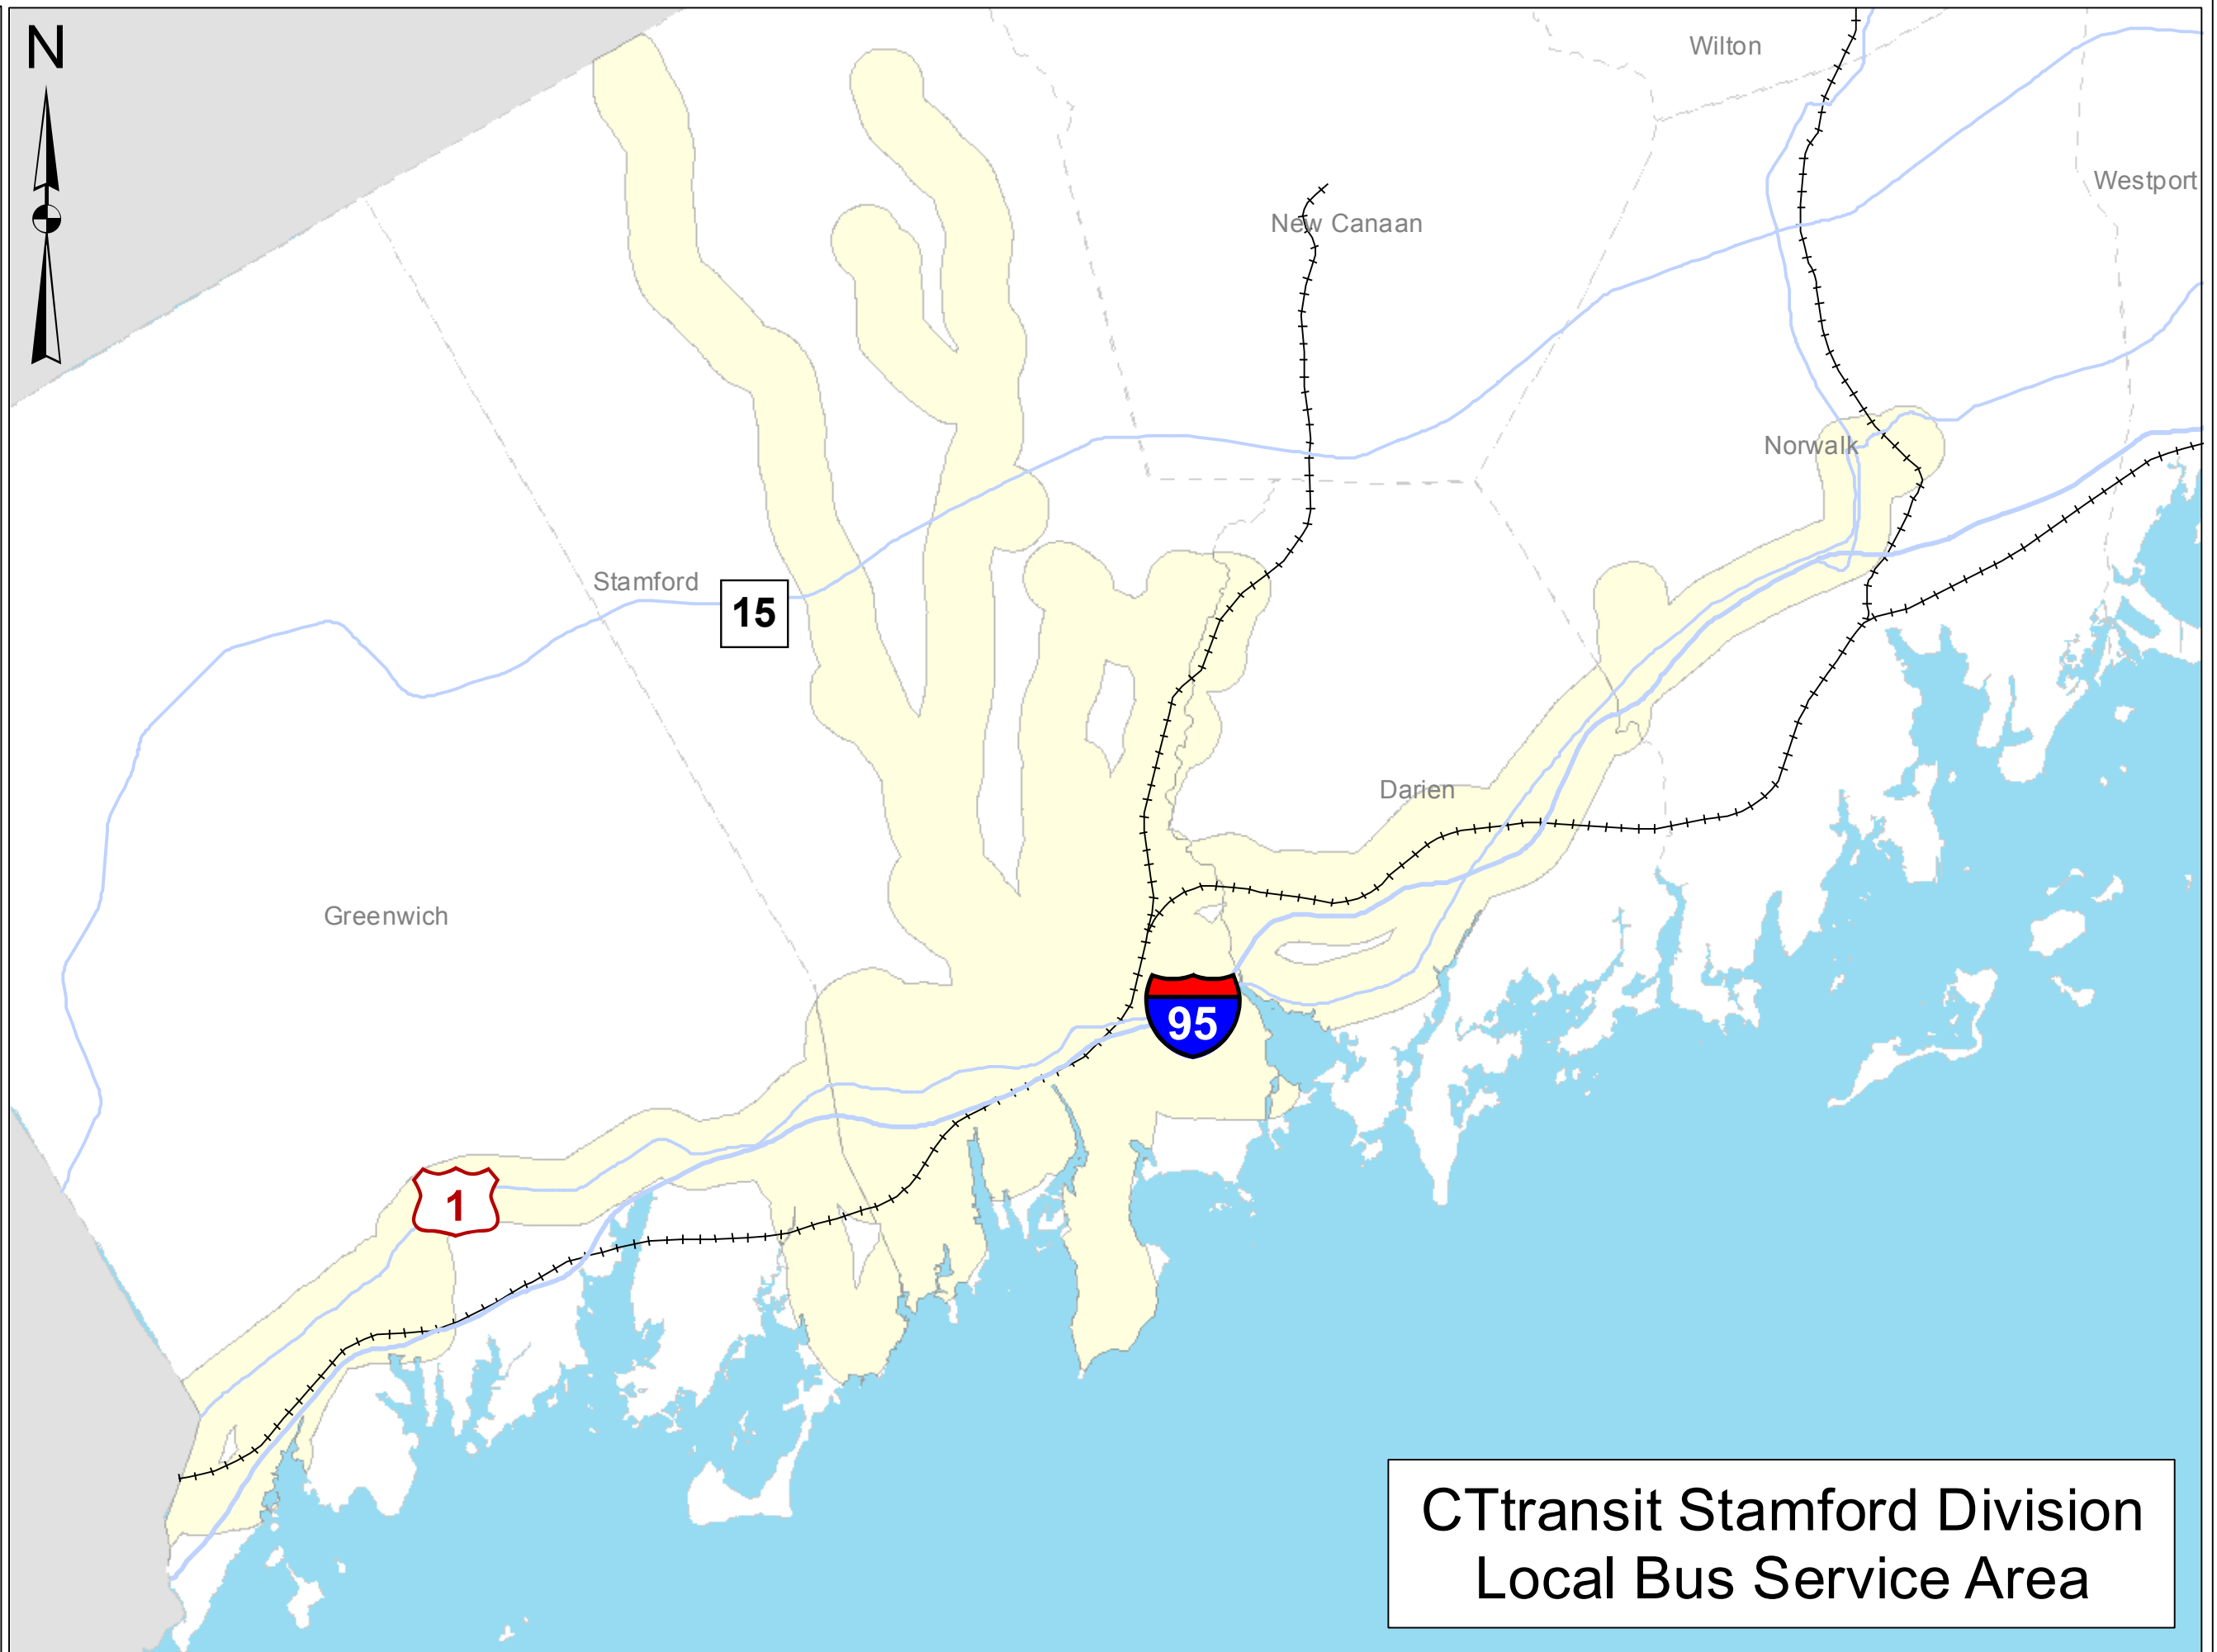 N
Wilton
Westport
New Canaan
Norwalk
Stamford
15
Darien
Greenwich
95
1
CTtransit Stamford Division
Local Bus Service Area